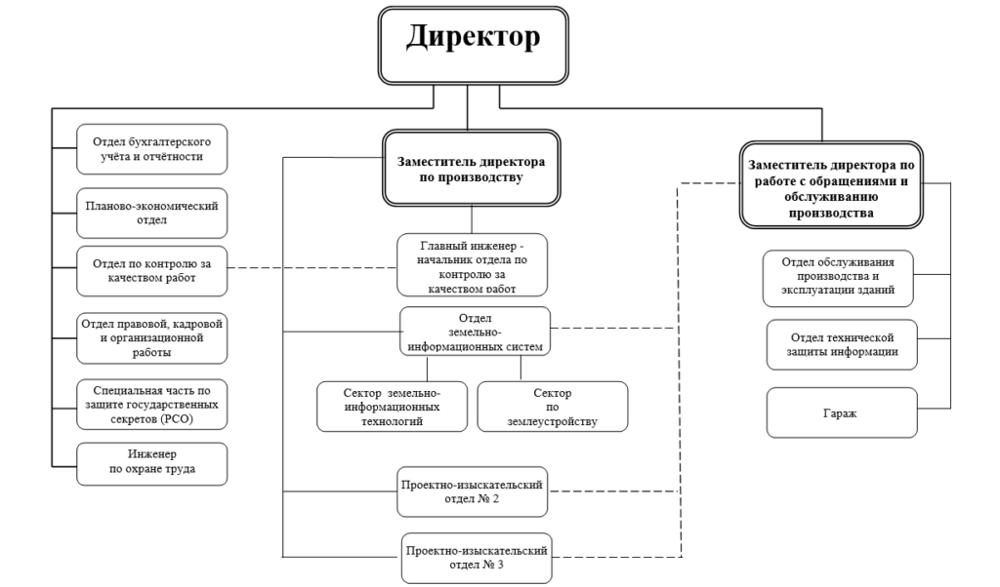 Директор
Отдел бухгалтерского
учёта и отчётности
Планово-экономический
отдел
Отдел по контролю за
качеством работ
Отдел правовой, кадровой
и организационной
работы
Специальная часть по
защите государственных
секретов (РСО)
Инженер
по охране труда
Заместитель директора
по производству
Главный инженер -
начальник отдела по
контролю за
качеством работ
Отдел
земельно-
информационных систем
Сектор земельно-
информационных
технологий
Сектор
по
землеустройству
Проектно-изыскательский
отдел № 2
Проектно-изыскательский
отдел № 3
Заместитель директора по
работе с обращениями и
обслуживанию
производства
Отдел обслуживания
производства и
эксплуатации зданий
Отдел технической
защиты информации
Гараж